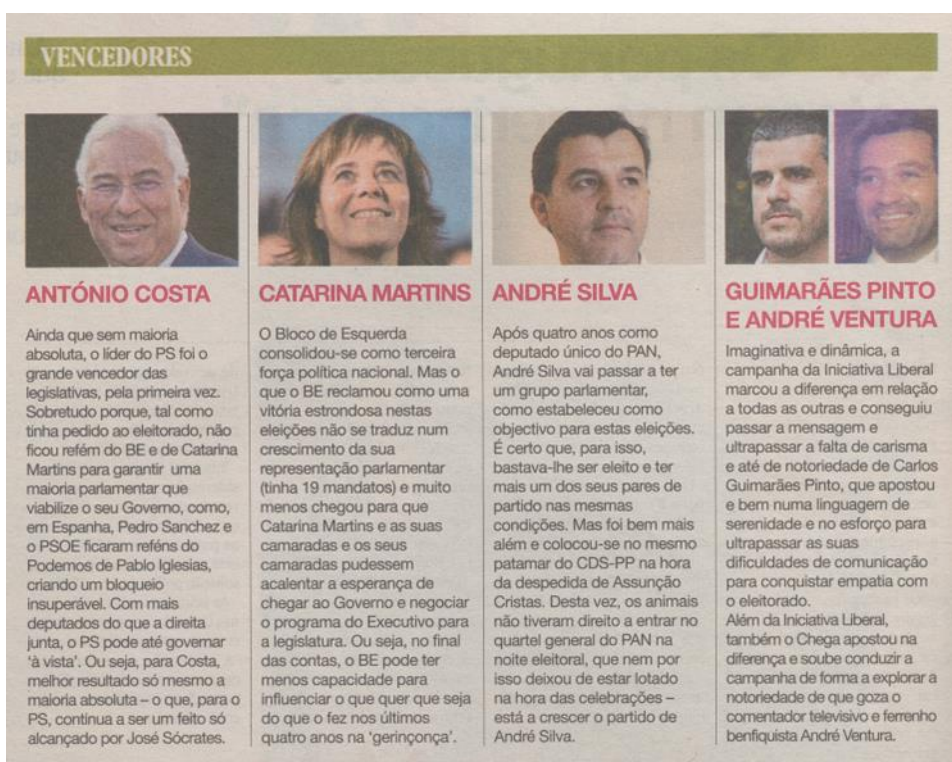 VENCEDORES
ANTÓNIO COSTA
Ainda que sem maioria
absoluta, o líder do PS foi o
grande vencedor das
legislativas, pela primeira vez.
Sobretudo porque, tal como
tinha pedido ao eleitorado, não
ficou refém do BE e de Catarina
Martins para garantir uma
maioria parlamentar que
viabilize o seu Governo, como,
em Espanha, Pedro Sanchez e
o PSOE ficaram reféns do
Podemos de Pablo Iglesias,
criando um bloqueio
insuperável. Com mais
deputados do que a direita
junta, o PS pode até governar
'à vista'. Ou seja, para Costa,
melhor resultado só mesmo a
maioria absoluta – o que, para o
PS, continua a ser um feito só
alcançado por José Sócrates.
CATARINA MARTINS
O Bloco de Esquerda
consolidou-se como terceira
força política nacional. Mas o
que o BE reclamou como uma
vitória estrondosa nestas
eleições não se traduz num
crescimento da sua
representação parlamentar
(tinha 19 mandatos) e muito
menos chegou para que
Catarina Martins e as suas
camaradas e os seus
camaradas pudessem
acalentar a esperança de
chegar ao Governo e negociar
o programa do Executivo para
a legislatura. Ou seja, no final
das contas, o BE pode ter
menos capacidade para
influenciar o que quer que seja
do que o fez nos últimos
quatro anos na 'gerinçonça'.
ANDRÉ SILVA
Após quatro anos como
deputado único do PAN,
André Silva vai passar a ter
um grupo parlamentar,
como estabeleceu como
objectivo para estas eleições.
É certo que, para isso,
bastava-lhe ser eleito e ter
mais um dos seus pares de
partido nas mesmas
condições. Mas foi bem mais
além e colocou-se no mesmo
patamar do CDS-PP na hora
da despedida de Assunção
Cristas. Desta vez, os animais
não tiveram direito a entrar no
quartel general do PAN na
noite eleitoral, que nem por
isso deixou de estar lotado
na hora das celebrações –
está a crescer o partido de
André Silva.
GUIMARÃES PINTO
E ANDRÉ VENTURA
Imaginativa e dinâmica, a
campanha da Iniciativa Liberal
marcou a diferença em relação
a todas as outras e conseguiu
passar a mensagem e
ultrapassar a falta de carisma
e até de notoriedade de Carlos
Guimarães Pinto, que apostou
e bem numa linguagem de
serenidade e no esforço para
ultrapassar as suas
dificuldades de comunicação
para conquistar empatia com
o eleitorado.
Além da Iniciativa Liberal,
também o Chega apostou na
diferença e soube conduzir a
campanha de forma a explorar a
notoriedade de que goza o
comentador televisivo e ferrenho
benfiquista André Ventura.